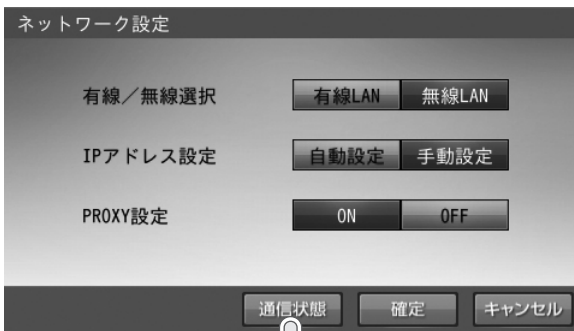 ネットワーク設定
有線／無線選択 有線LAN 無線LAN
IPアドレス設定 自動設定 手動設定
PROXY設定 ON OFF
通信状態 確定 キャンセル